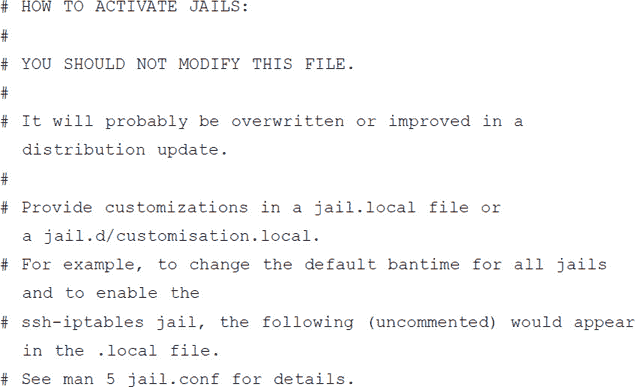 # HOW TO ACTIVATE JAILS:
#
# YOU SHOULD NOT MODIFY THIS FILE.
#
# It will probably be overwritten or improved in a
distribution update.
#
# Provide customizations in a jail.local file or
a jail.d/customisation.local.
# For example, to change the default bantime for all jails
and to enable the
# ssh-iptables jail, the following (uncommented) would appear
in the .local file.
# See man 5 jail.conf for details.